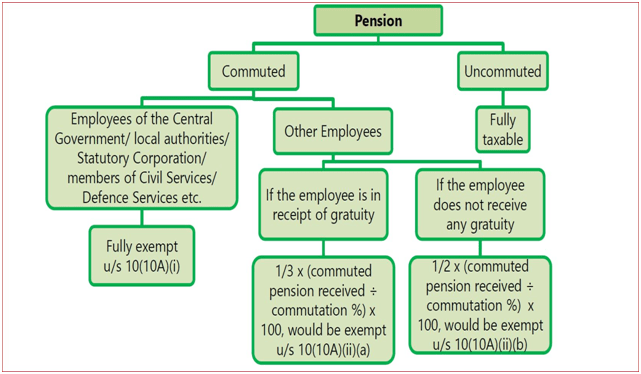 Pension
Commuted
Uncommuted
Employees of the Central
Government/ local authorities/
Statutory Corporation/
members of Civil Services/
Defence Services etc.
Other Employees
Fully
taxable
If the employee is in
receipt of gratuity
If the employee
does not receive
any gratuity
Fully exempt
u/s 10(10A)(i)
1/3 x (commuted
pension received ÷
commutation %) x
100, would be exempt
u/s 10(10A)(ii)(a)
1/2 x (commuted
pension received ÷
commutation %) x
100, would be exempt
u/s 10(10A)(ii)(b)